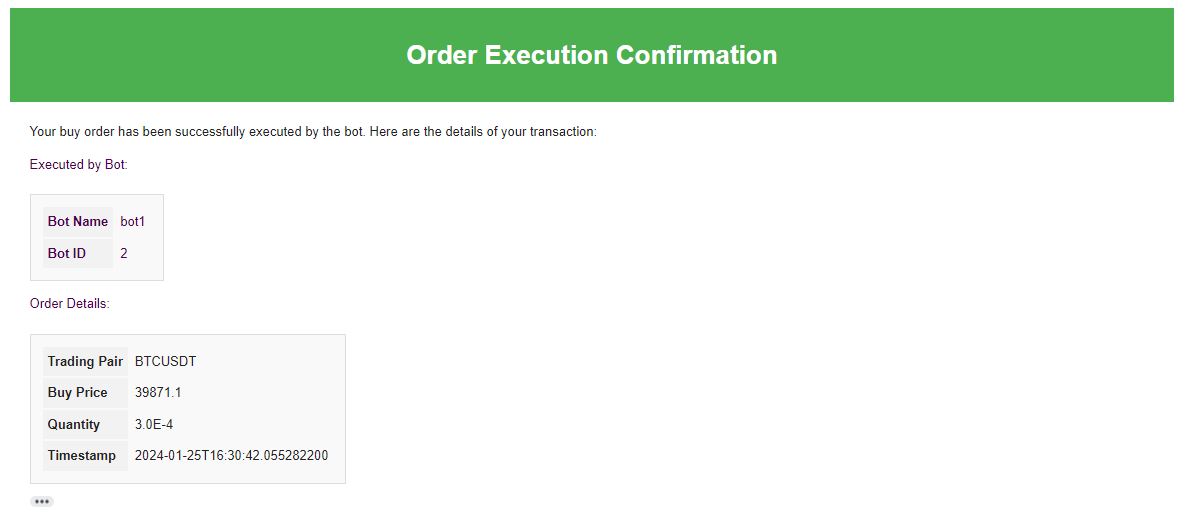 Order Execution Confirmation
Your buy order has been successfully executed by the bot. Here are the details of your transaction:
Executed by Bot:
Bot Name bot1
Bot ID 2
Order Details:
Trading Pair BTCUSDT
Buy Price 39871.1
Quantity 3.0E-4
Timestamp 2024-01-25T16:30:42.055282200